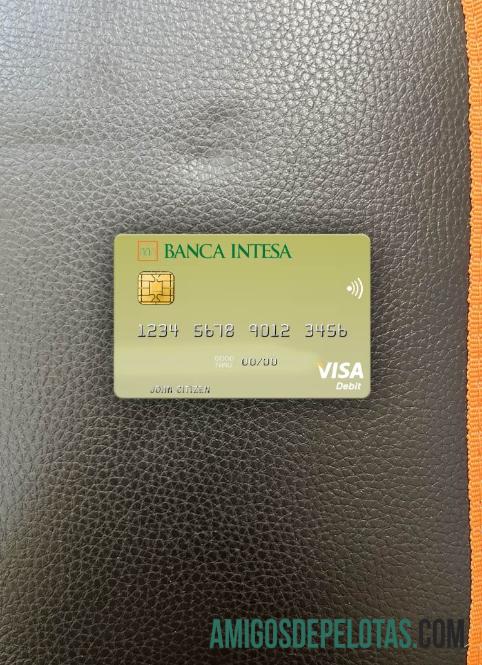 BANCA INTESA
1234 5678 9012 3456
GOOD
THRU 00/00
VISA
Debit
JOHN CITIZEN
AMIGOSDEPELOTAS.COM